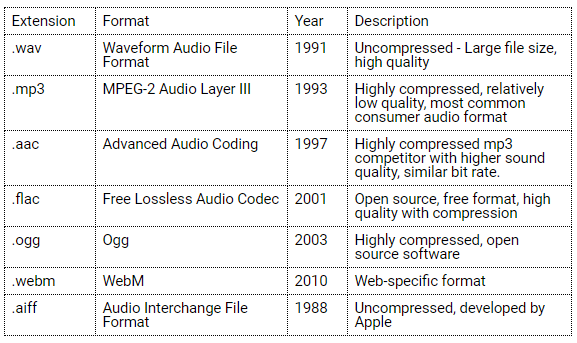 Extension Format Year Description
.wav Waveform Audio File Format 1991 Uncompressed - Large file size, high quality
.mp3 MPEG-2 Audio Layer III 1993 Highly compressed, relatively low quality, most common consumer audio format
.aac Advanced Audio Coding 1997 Highly compressed mp3 competitor with higher sound quality, similar bit rate.
.flac Free Lossless Audio Codec 2001 Open source, free format, high quality with compression
.ogg Ogg 2003 Highly compressed, open source software
.webm WebM 2010 Web-specific format
.aiff Audio Interchange File Format 1988 Uncompressed, developed by Apple